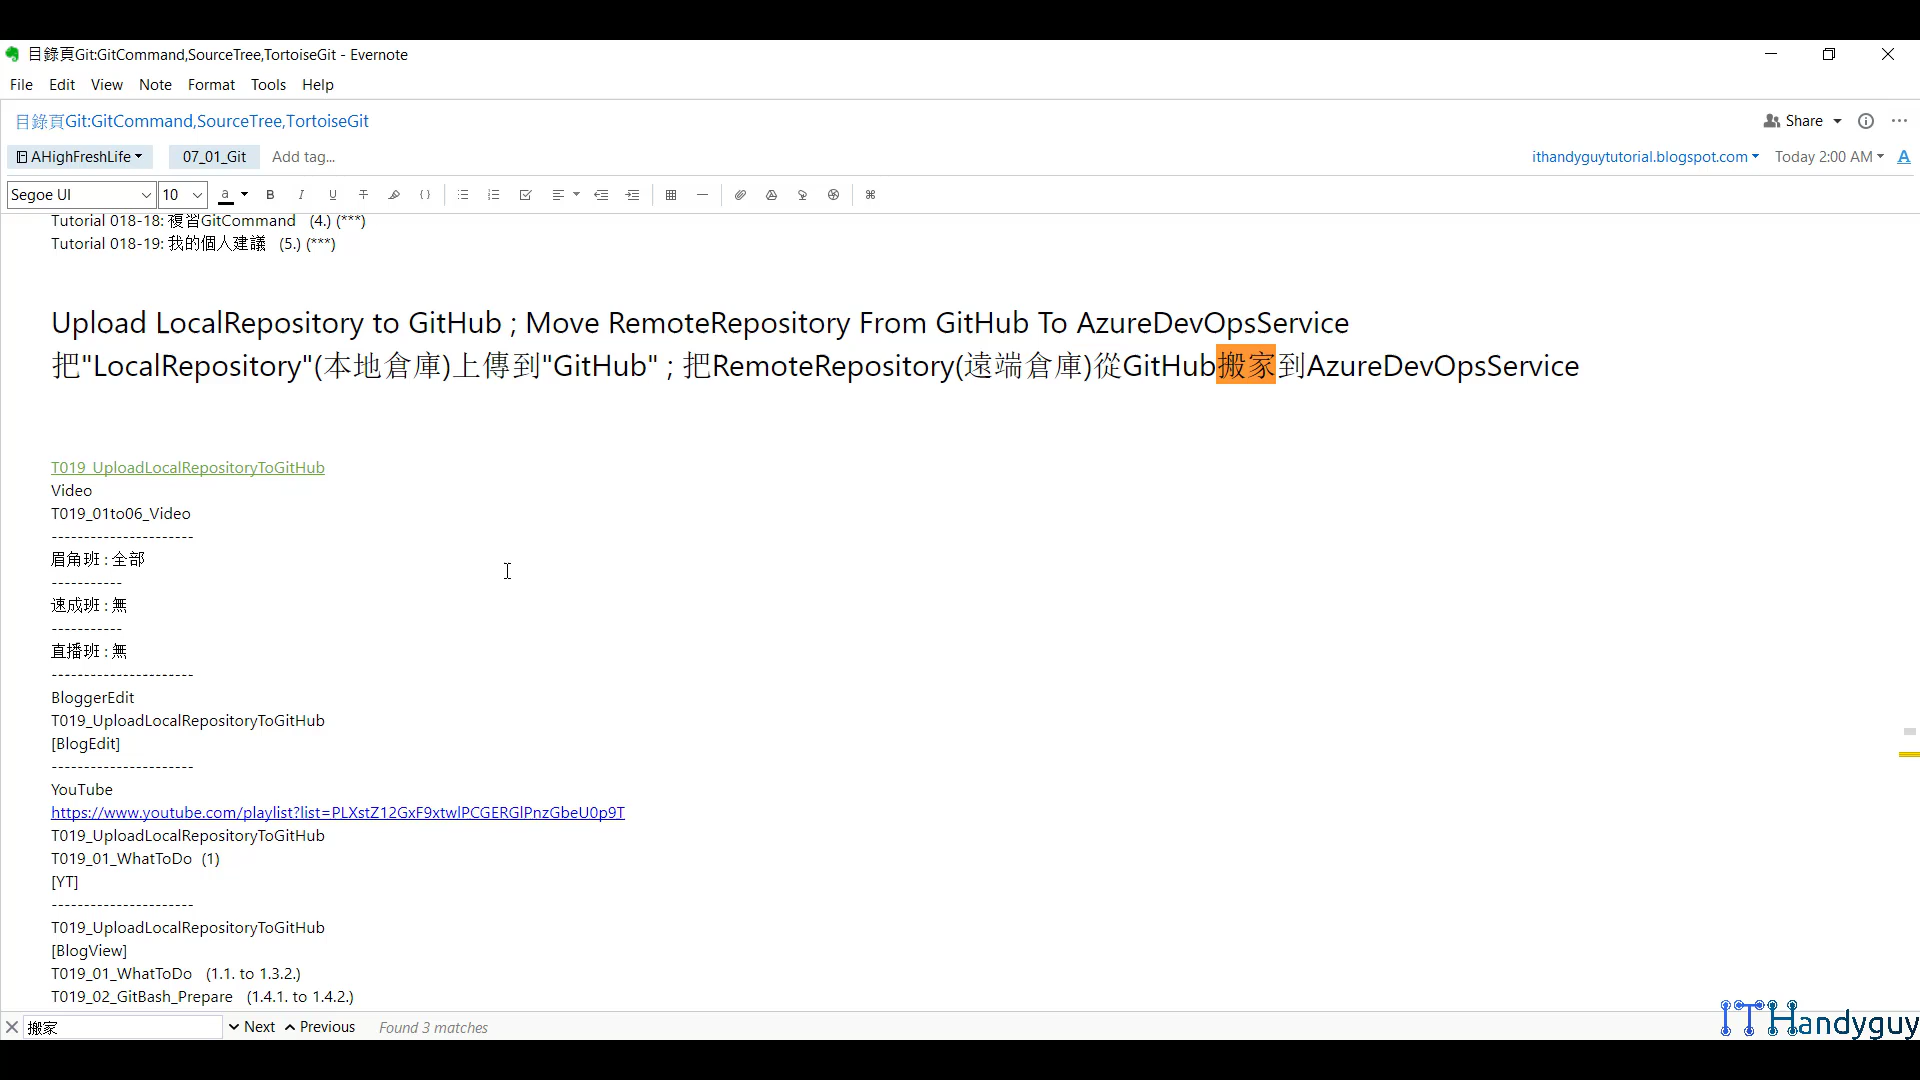 目錄頁Git:GitCommand,SourceTree,TortoiseGit - Evernote
File Edit View Note Format Tools Help
目錄頁Git:GitCommand,SourceTree,TortoiseGit
Share
AHighFreshLife 07_01_Git Add tag...
ithandyguytutorial.blogspot.com Today 2:00 AM
Segoe UI 10
Tutorial 018-18: 複習GitCommand (4.) (***)
Tutorial 018-19: 我的個人建議 (5.) (***)
Upload LocalRepository to GitHub ; Move RemoteRepository From GitHub To AzureDevOpsService
把"LocalRepository"(本地倉庫)上傳到"GitHub" ; 把RemoteRepository(遠端倉庫)從GitHub搬家到AzureDevOpsService
T019_UploadLocalRepositoryToGitHub
Video
T019_01to06_Video
----------------------
眉角班 : 全部
-----------
速成班 : 無
-----------
直播班 : 無
----------------------
BloggerEdit
T019_UploadLocalRepositoryToGitHub
[BlogEdit]
----------------------
YouTube
https://www.youtube.com/playlist?list=PLXstZ12GxF9xtwlPCGERGlPnzGbeU0p9T
T019_UploadLocalRepositoryToGitHub
T019_01_WhatToDo (1)
[YT]
----------------------
T019_UploadLocalRepositoryToGitHub
[BlogView]
T019_01_WhatToDo (1.1. to 1.3.2.)
T019_02_GitBash_Prepare (1.4.1. to 1.4.2.)
搬家 Next Previous Found 3 matches
ITHandyguy